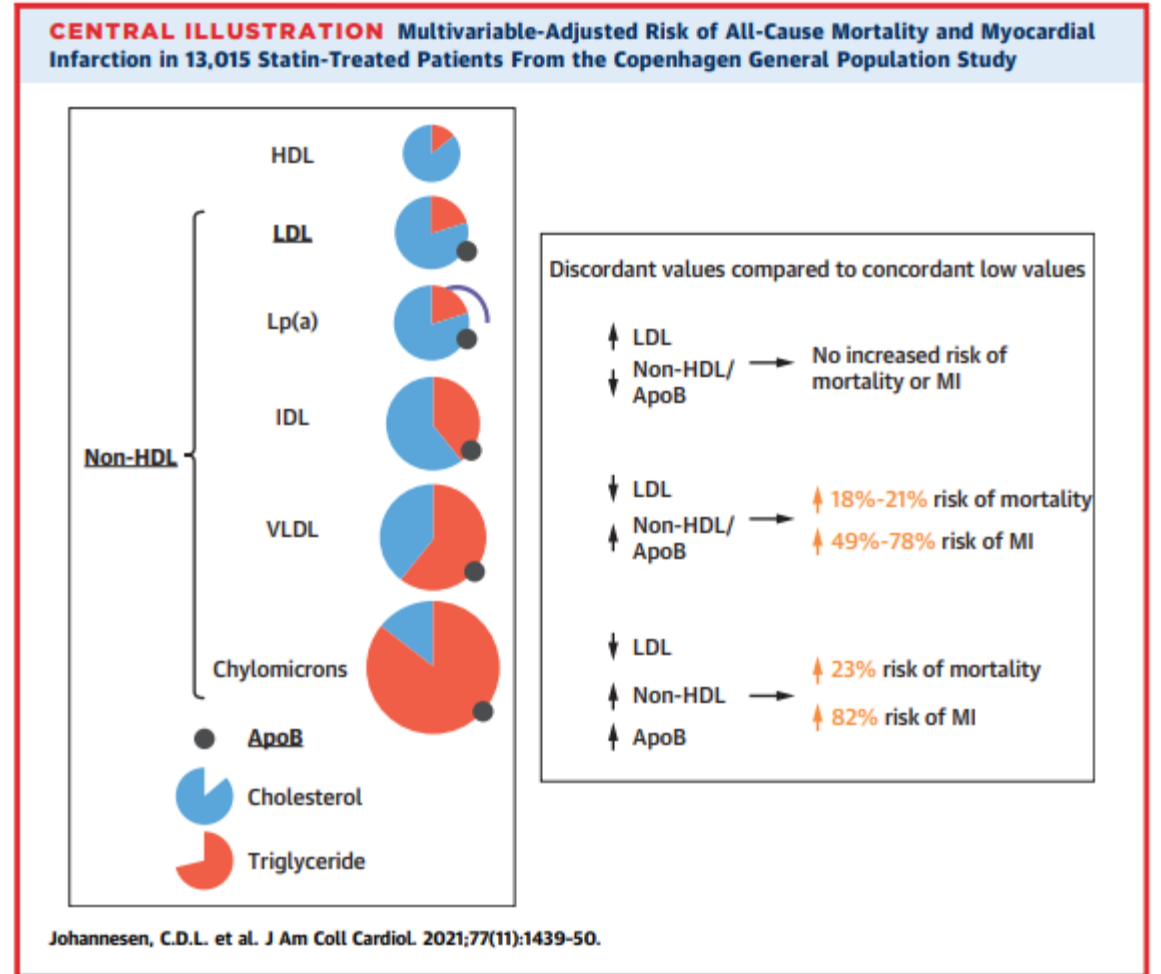 CENTRAL ILLUSTRATION Multivariable-Adjusted Risk of All-Cause Mortality and Myocardial
Infarction in 13,015 Statin-Treated Patients From the Copenhagen General Population Study
HDL
LDL
Lp(a)
IDL
Non-HDL
VLDL
Chylomicrons
ApoB
Cholesterol
Triglyceride
Discordant values compared to concordant low values
LDL
Non-HDL/
ApoB
No increased risk of
mortality or MI
LDL
Non-HDL/
ApoB
18%-21% risk of mortality
49%-78% risk of MI
LDL
Non-HDL
ApoB
23% risk of mortality
82% risk of MI
Johannesen, C.D.L. et al. J Am Coll Cardiol. 2021;77(11):1439-50.